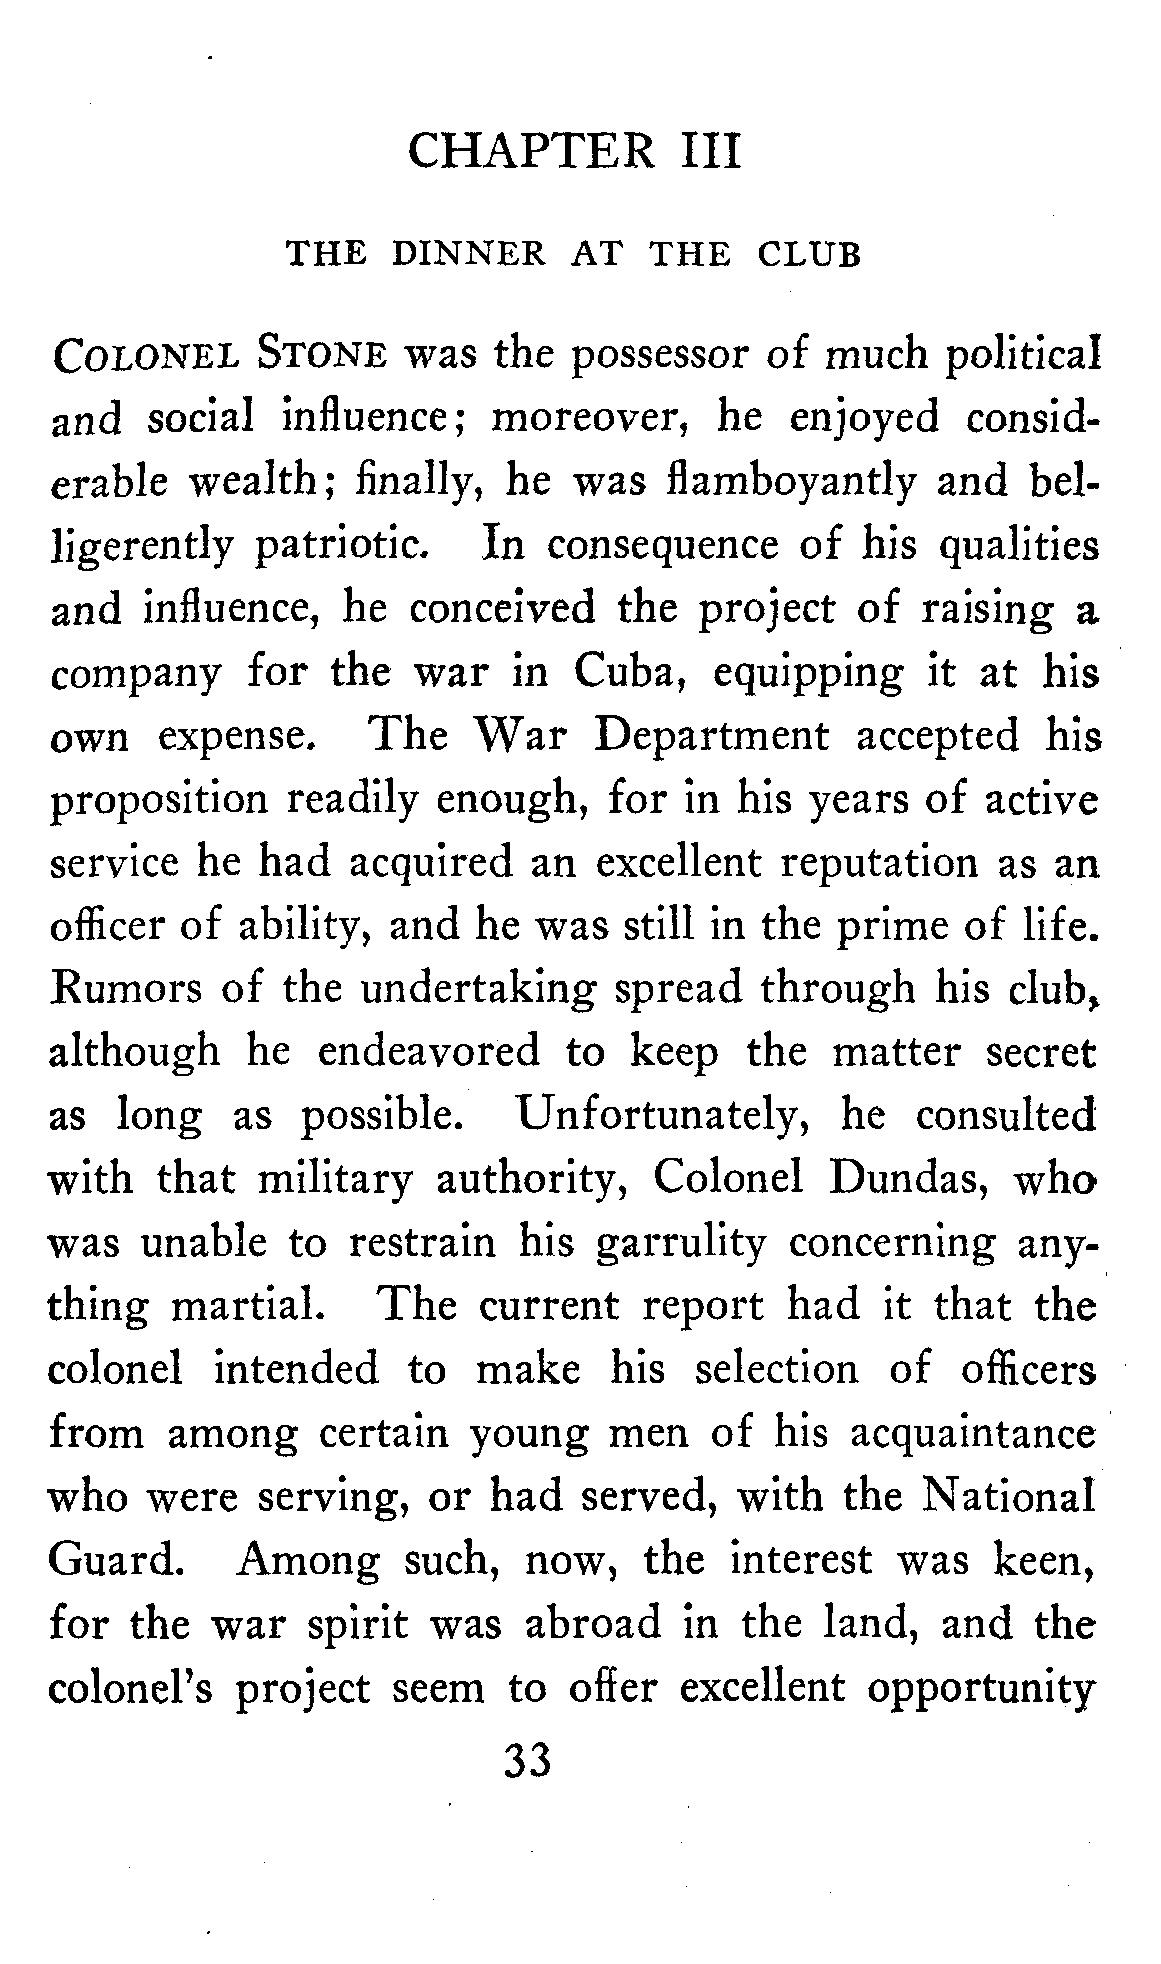 CHAPTER III
THE DINNER AT THE CLUB
COLONEL STONE was the possessor of much political
and social influence; moreover, he enjoyed consid-
erable wealth; finally, he was flamboyantly and bel-
ligerently patriotic. In consequence of his qualities
and influence, he conceived the project of raising a
company for the war in Cuba, equipping it at his
own expense. The War Department accepted his
proposition readily enough, for in his years of active
service he had acquired an excellent reputation as an
officer of ability, and he was still in the prime of life.
Rumors of the undertaking spread through his club,
although he endeavored to keep the matter secret
as long as possible. Unfortunately, he consulted
with that military authority, Colonel Dundas, who
was unable to restrain his garrulity concerning any-
thing martial. The current report had it that the
colonel intended to make his selection of officers
from among certain young men of his acquaintance
who were serving, or had served, with the National
Guard. Among such, now, the interest was keen,
for the war spirit was abroad in the land, and the
colonel's project seem to offer excellent opportunity
33